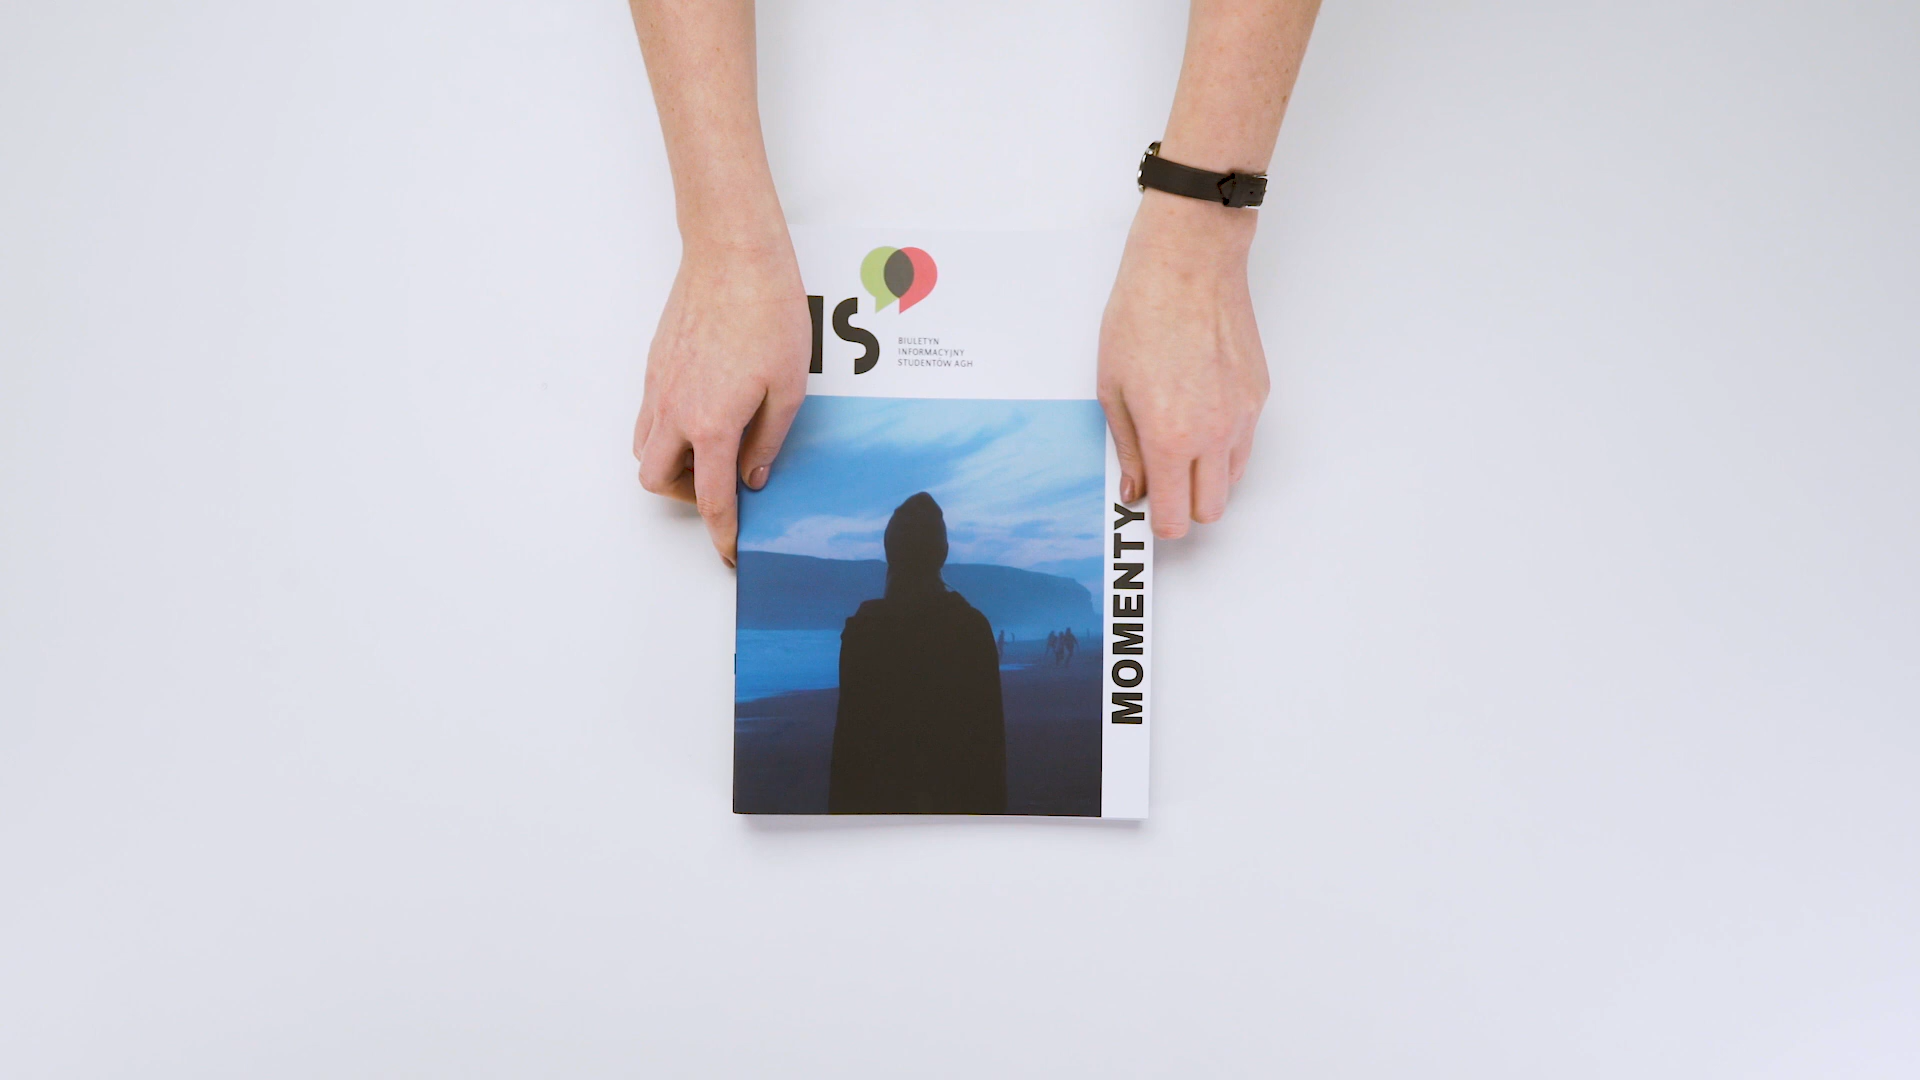 IS
BIULETYN
INFORMACYJNY
STUDENTÓW AGH
MOMENTY